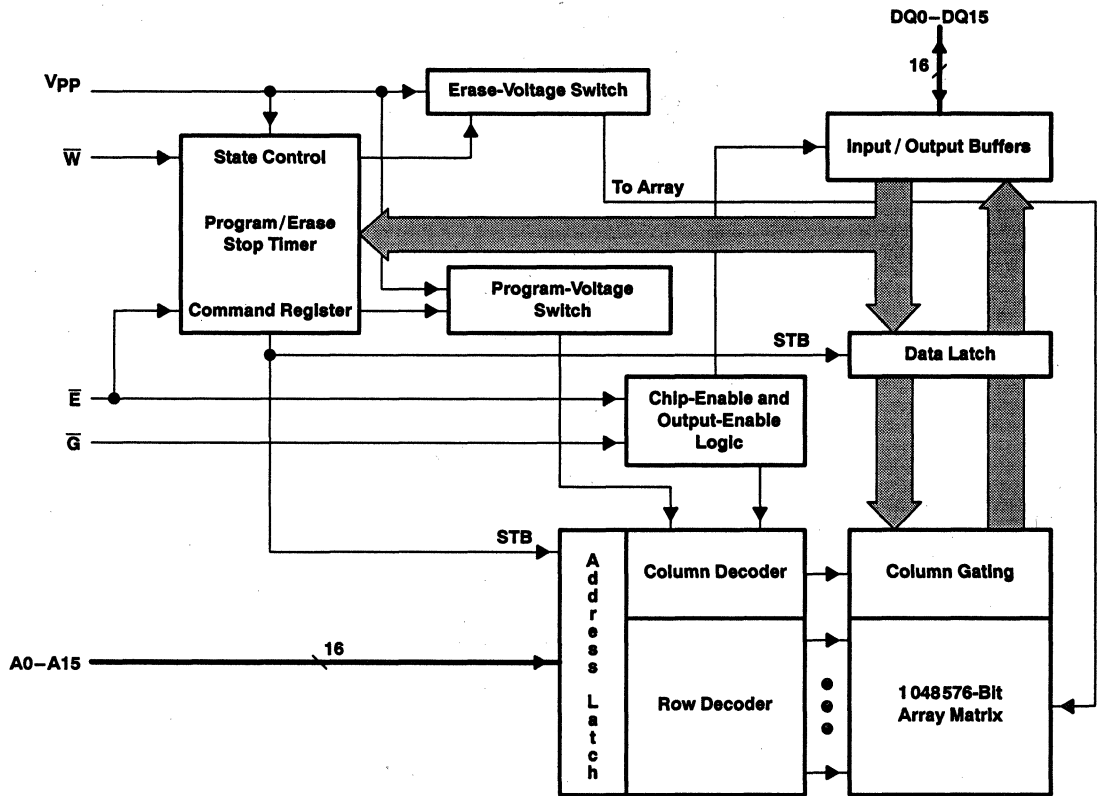 DQ0–DQ15
16
VPP
Erase-Voltage Switch
W̅
State Control
Input / Output Buffers
To Array
Program/Erase
Stop Timer
Program-Voltage
Switch
Command Register
STB
Data Latch
E̅
Chip-Enable and
Output-Enable
Logic
G̅
STB
Address Latch
Column Decoder
Column Gating
A0–A15
16
Row Decoder
1 048576-Bit
Array Matrix